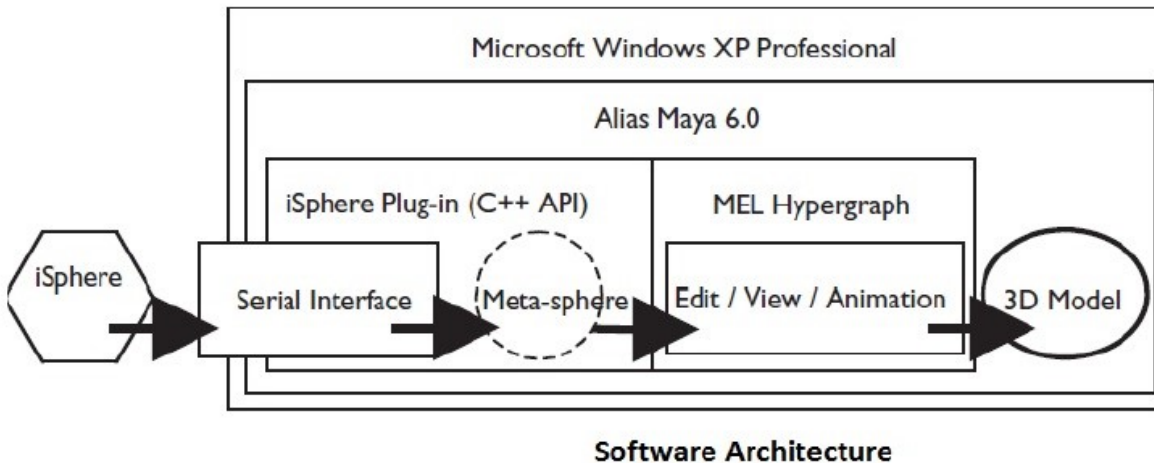 Microsoft Windows XP Professional
Alias Maya 6.0
iSphere Plug-in (C++ API)
MEL Hypergraph
iSphere
Serial Interface
Meta-sphere
Edit / View / Animation
3D Model
Software Architecture